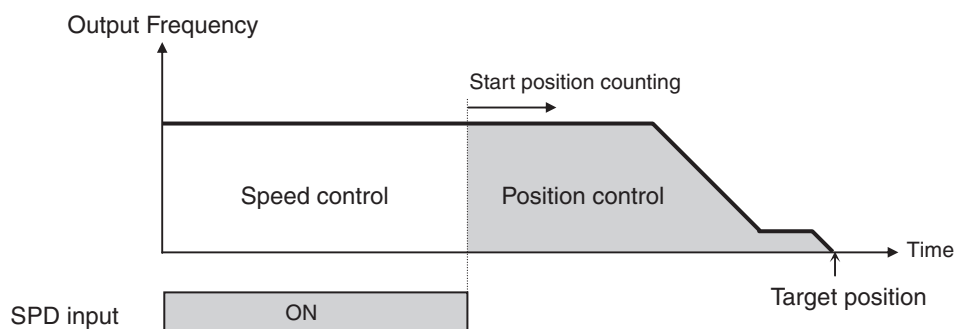 Output Frequency
Start position counting
Speed control
Position control
Time
Target position
SPD input
ON